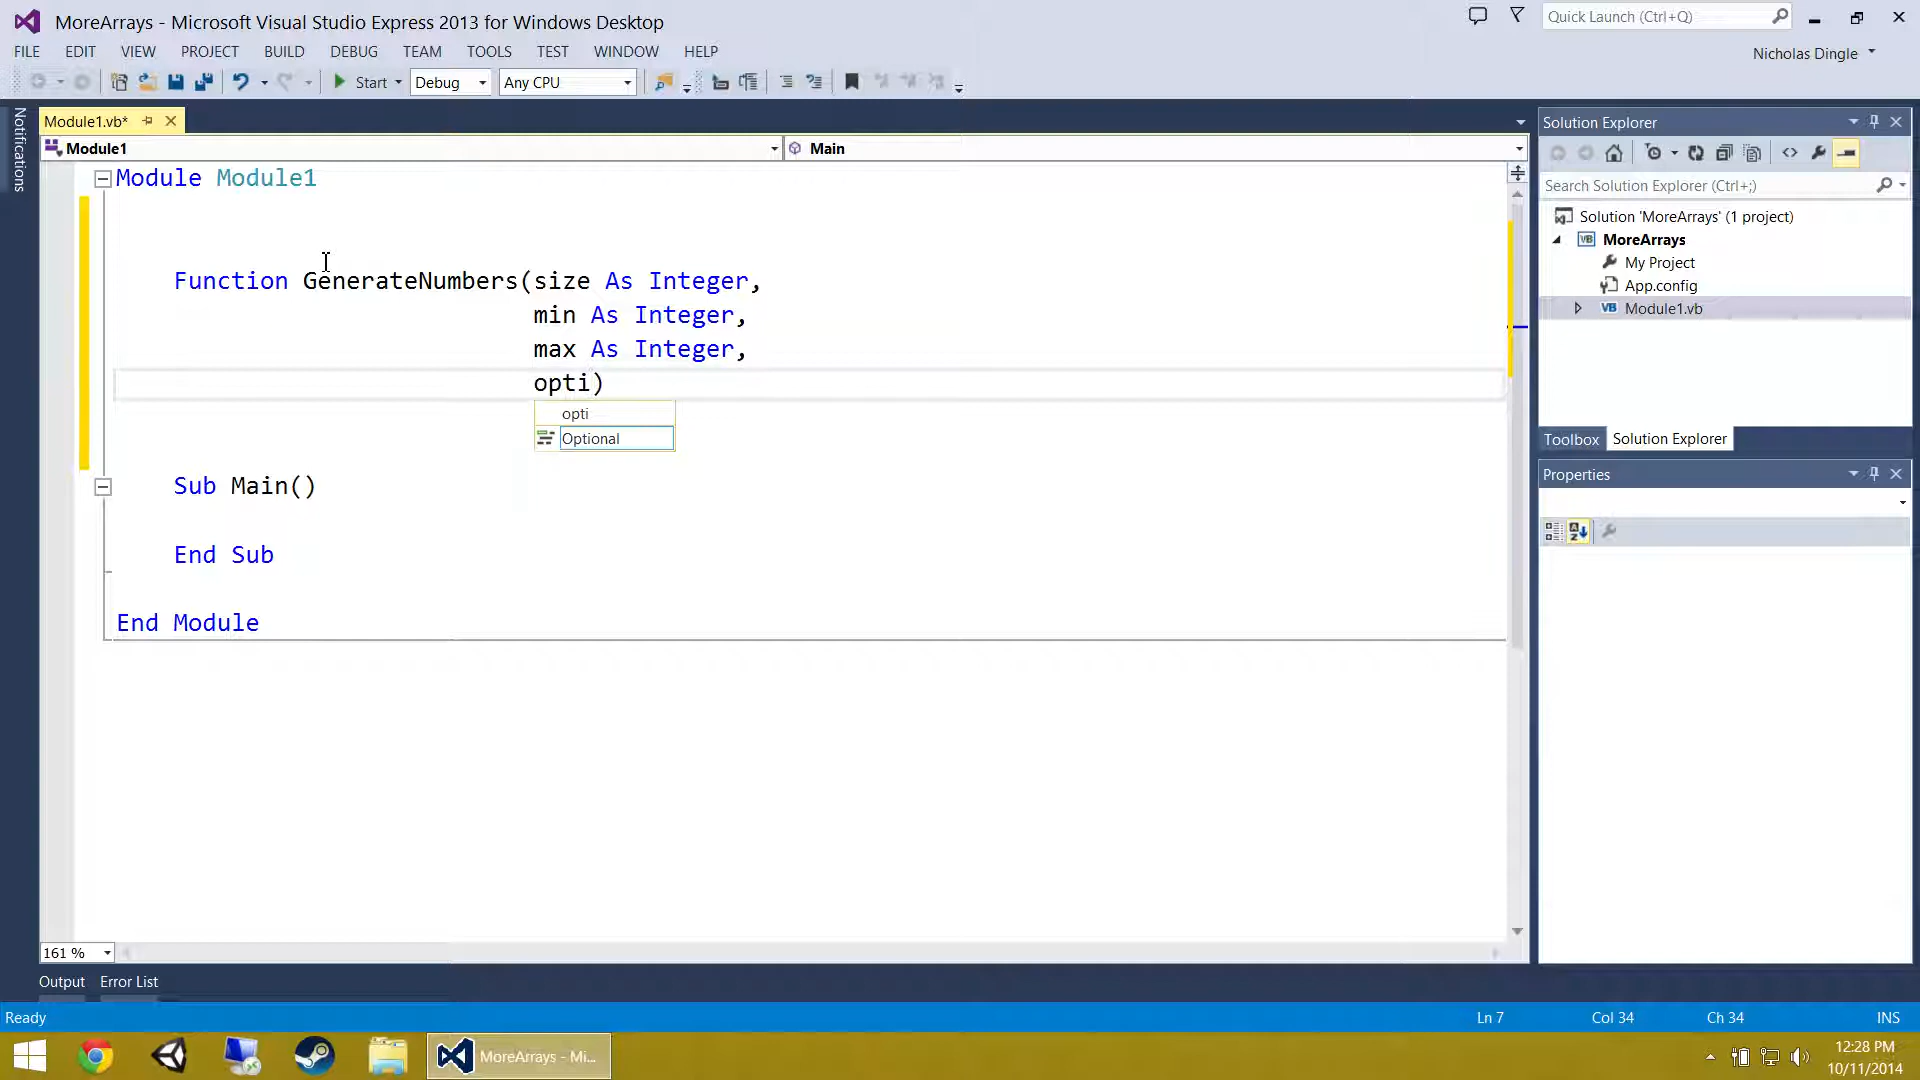 MoreArrays - Microsoft Visual Studio Express 2013 for Windows Desktop
Quick Launch (Ctrl+Q)
FILE EDIT VIEW PROJECT BUILD DEBUG TEAM TOOLS TEST WINDOW HELP
Nicholas Dingle
Start Debug Any CPU
Notifications
Module1.vb*
Module1 Main
Module Module1
Function GenerateNumbers(size As Integer,
min As Integer,
max As Integer,
opti)
opti
Optional
Sub Main()
End Sub
End Module
161 %
Solution Explorer
Search Solution Explorer (Ctrl+;)
Solution 'MoreArrays' (1 project)
VB MoreArrays
My Project
App.config
VB Module1.vb
Toolbox Solution Explorer
Properties
Output Error List
Ready Ln 7 Col 34 Ch 34 INS
MoreArrays - Mi...
12:28 PM
10/11/2014